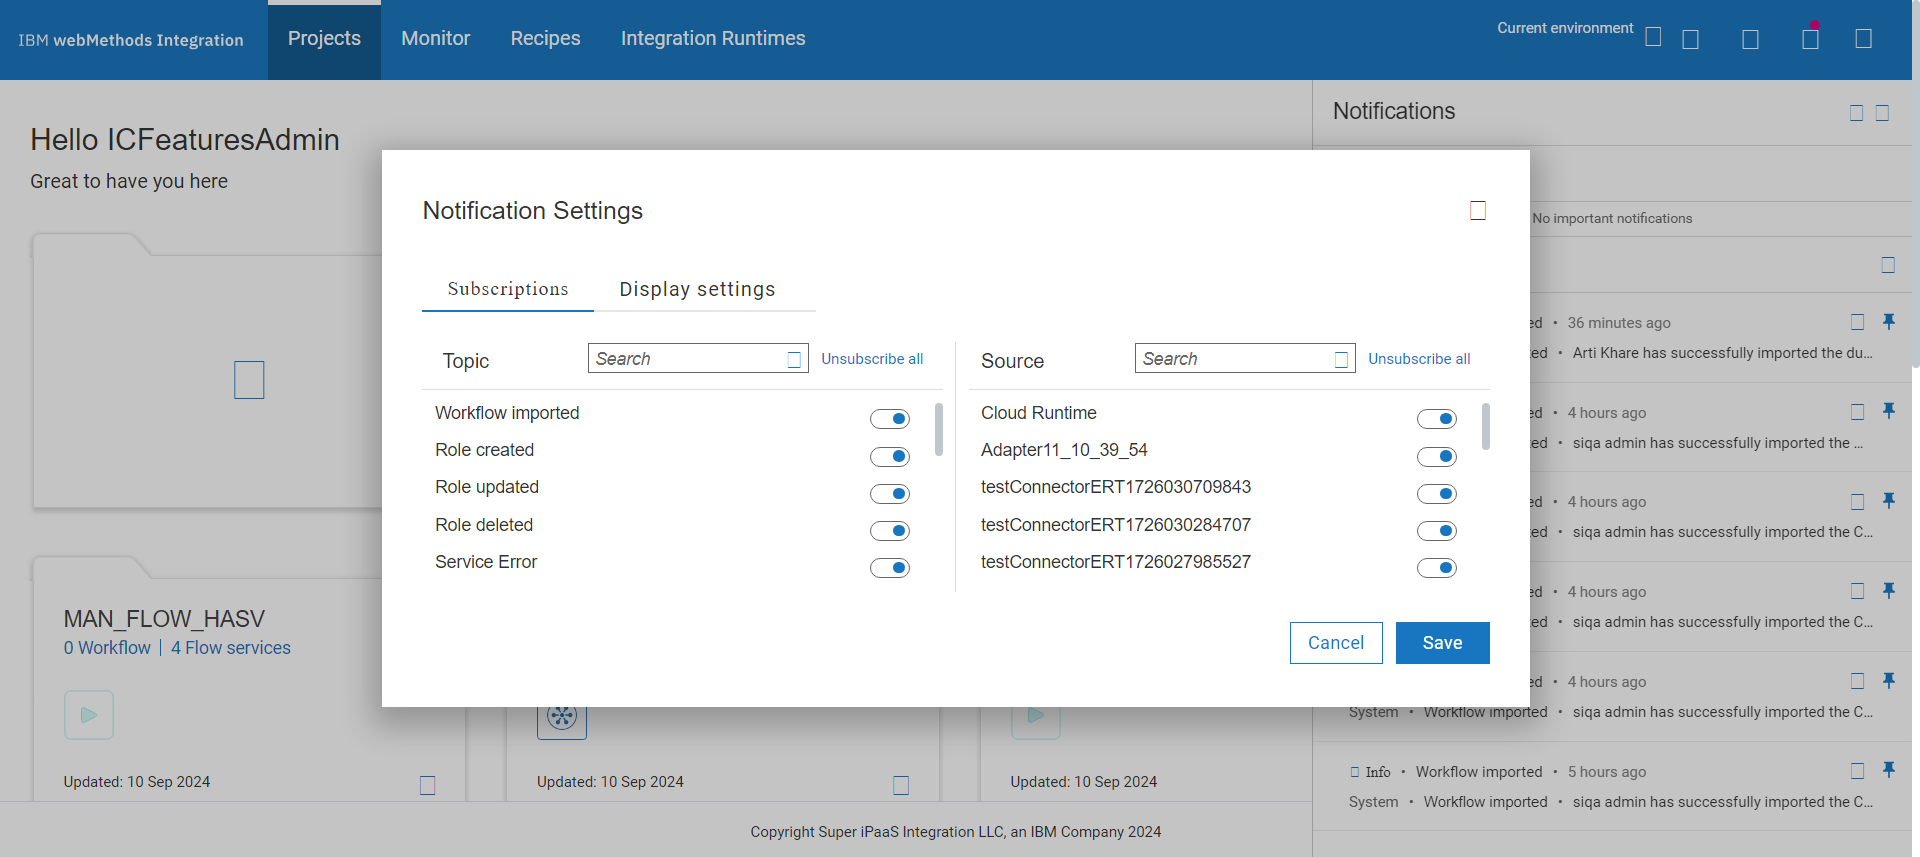 IBM webMethods Integration
Projects
Monitor
Recipes
Integration Runtimes
Current environment
Hello ICFeaturesAdmin
Great to have you here
Notifications
No important notifications
Notification Settings
Subscriptions
Display settings
Topic
Search
Unsubscribe all
Source
Search
Unsubscribe all
Workflow imported
Role created
Role updated
Role deleted
Service Error
Cloud Runtime
Adapter11_10_39_54
testConnectorERT1726030709843
testConnectorERT1726030284707
testConnectorERT1726027985527
Cancel
Save
ed • 36 minutes ago
ed • Arti Khare has successfully imported the du...
ed • 4 hours ago
ed • siqa admin has successfully imported the ...
ed • 4 hours ago
ed • siqa admin has successfully imported the C...
ed • 4 hours ago
ted • siqa admin has successfully imported the C...
ed • 4 hours ago
System • Workflow imported • siqa admin has successfully imported the C...
Info • Workflow imported • 5 hours ago
System • Workflow imported • siqa admin has successfully imported the C...
MAN_FLOW_HASV
0 Workflow | 4 Flow services
Updated: 10 Sep 2024
Updated: 10 Sep 2024
Updated: 10 Sep 2024
Copyright Super iPaaS Integration LLC, an IBM Company 2024